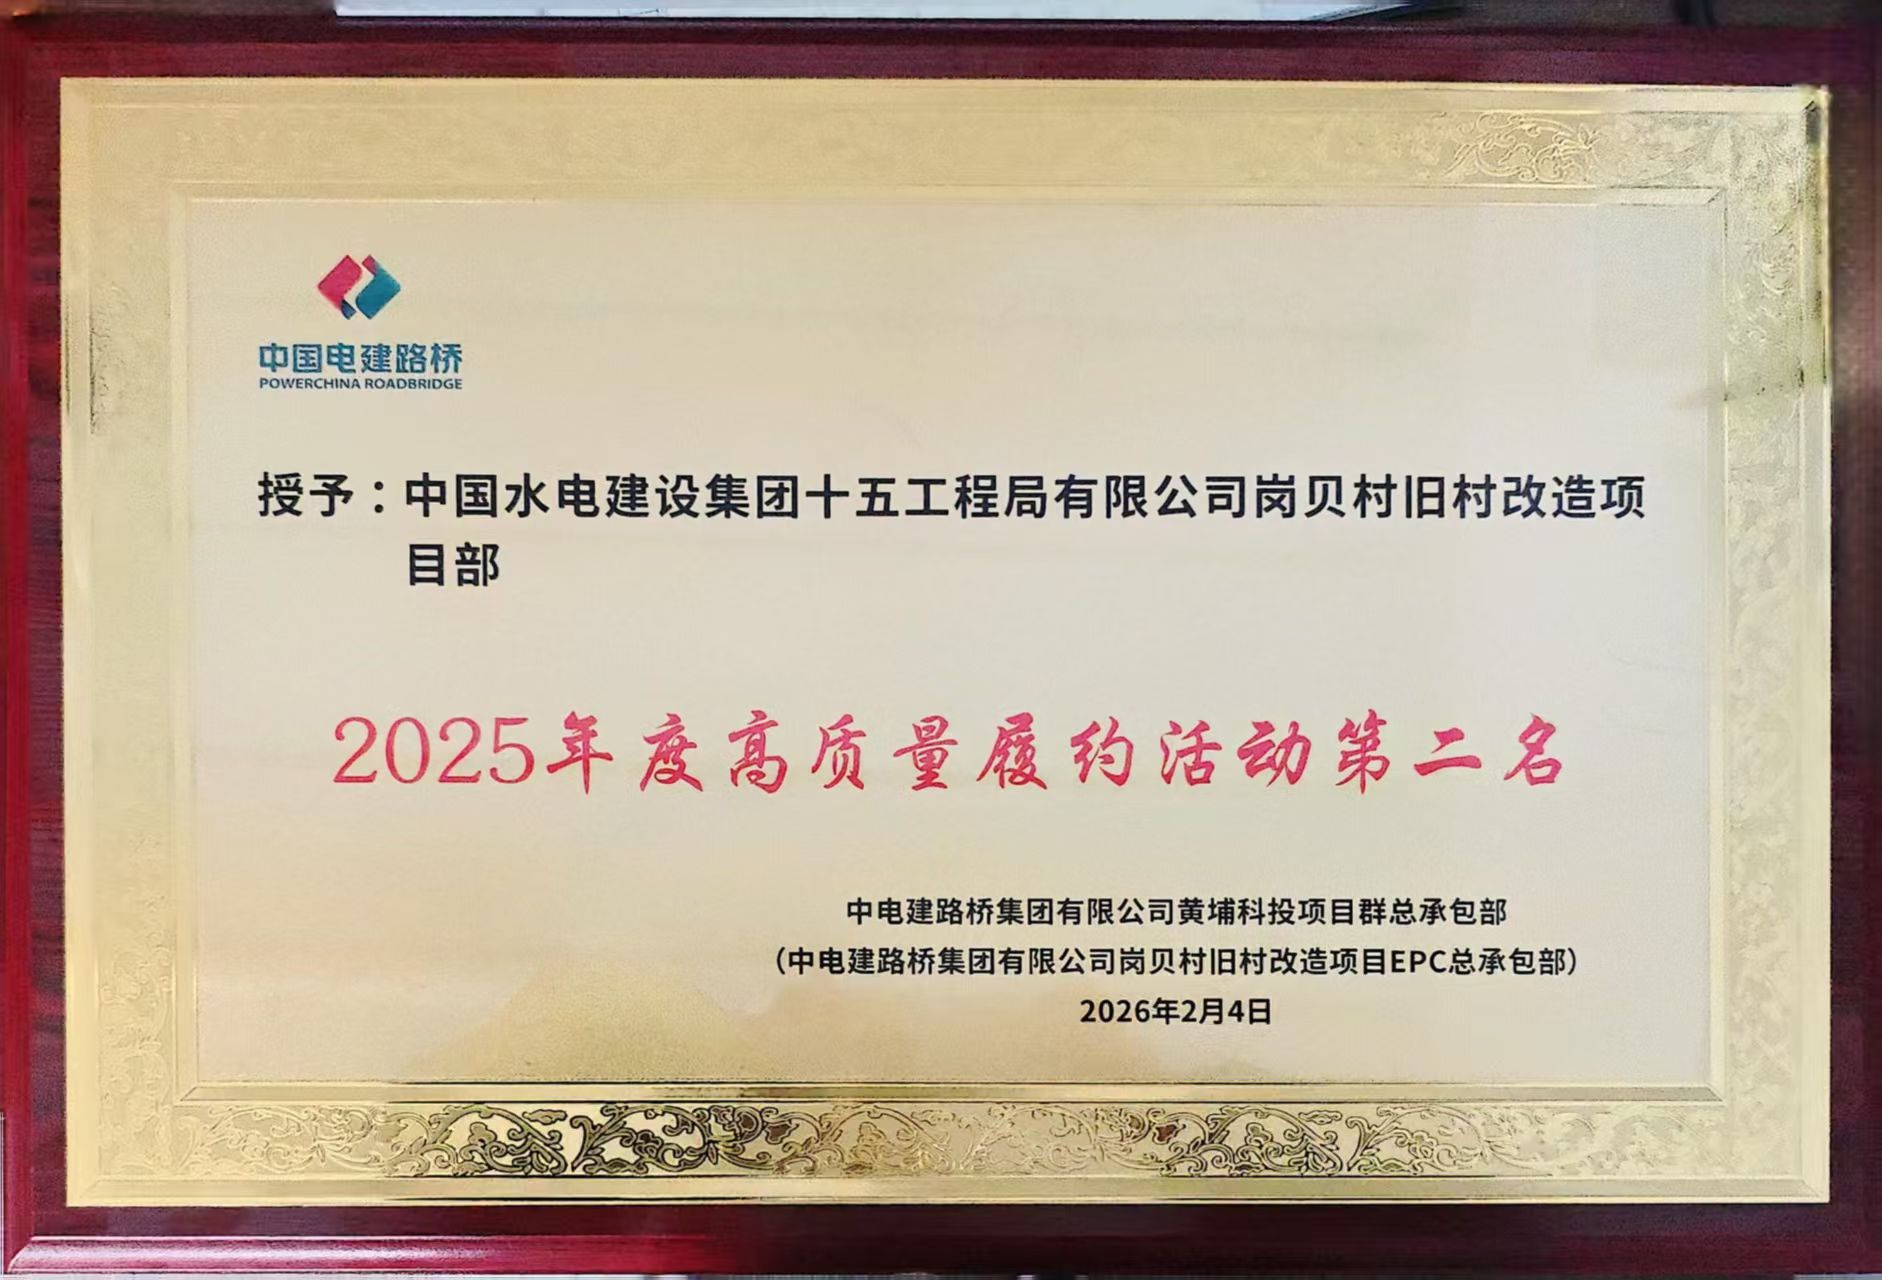 中国电建路桥
POWERCHINA ROADBRIDGE
授予：中国水电建设集团十五工程局有限公司岗贝村旧村改造项
目部
2025年度高质量履约活动第二名
中电建路桥集团有限公司黄埔科投项目群总承包部
（中电建路桥集团有限公司岗贝村旧村改造项目EPC总承包部）
2026年2月4日